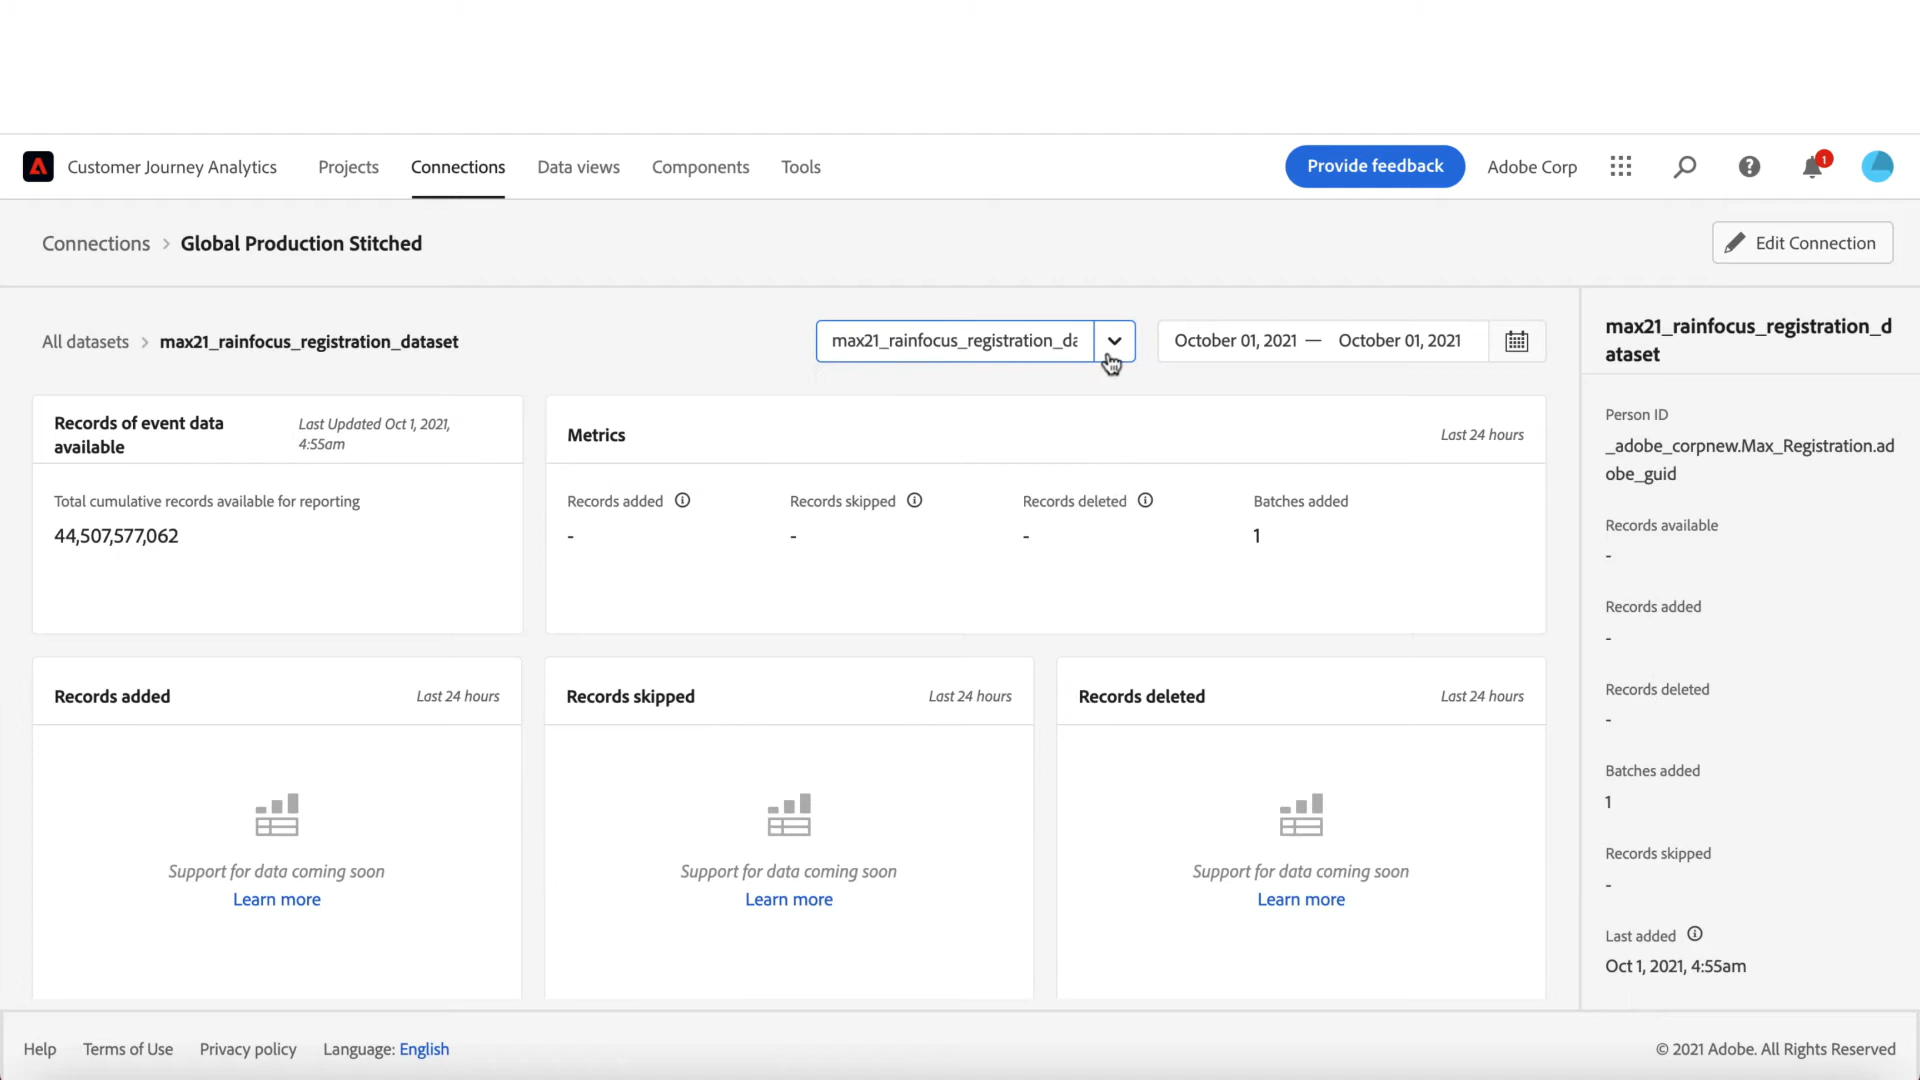 Customer Journey Analytics Projects Connections Data views Components Tools Provide feedback Adobe Corp 1
Connections > Global Production Stitched Edit Connection
All datasets > max21_rainfocus_registration_dataset max21_rainfocus_registration_da October 01, 2021 — October 01, 2021
Records of event data
available
Last Updated Oct 1, 2021,
4:55am
Total cumulative records available for reporting
44,507,577,062
Metrics Last 24 hours
Records added Records skipped Records deleted Batches added
- - - 1
Records added Last 24 hours
Support for data coming soon
Learn more
Records skipped Last 24 hours
Support for data coming soon
Learn more
Records deleted Last 24 hours
Support for data coming soon
Learn more
max21_rainfocus_registration_d
ataset
Person ID
_adobe_corpnew.Max_Registration.ad
obe_guid
Records available
-
Records added
-
Records deleted
-
Batches added
1
Records skipped
-
Last added
Oct 1, 2021, 4:55am
Help Terms of Use Privacy policy Language: English © 2021 Adobe. All Rights Reserved